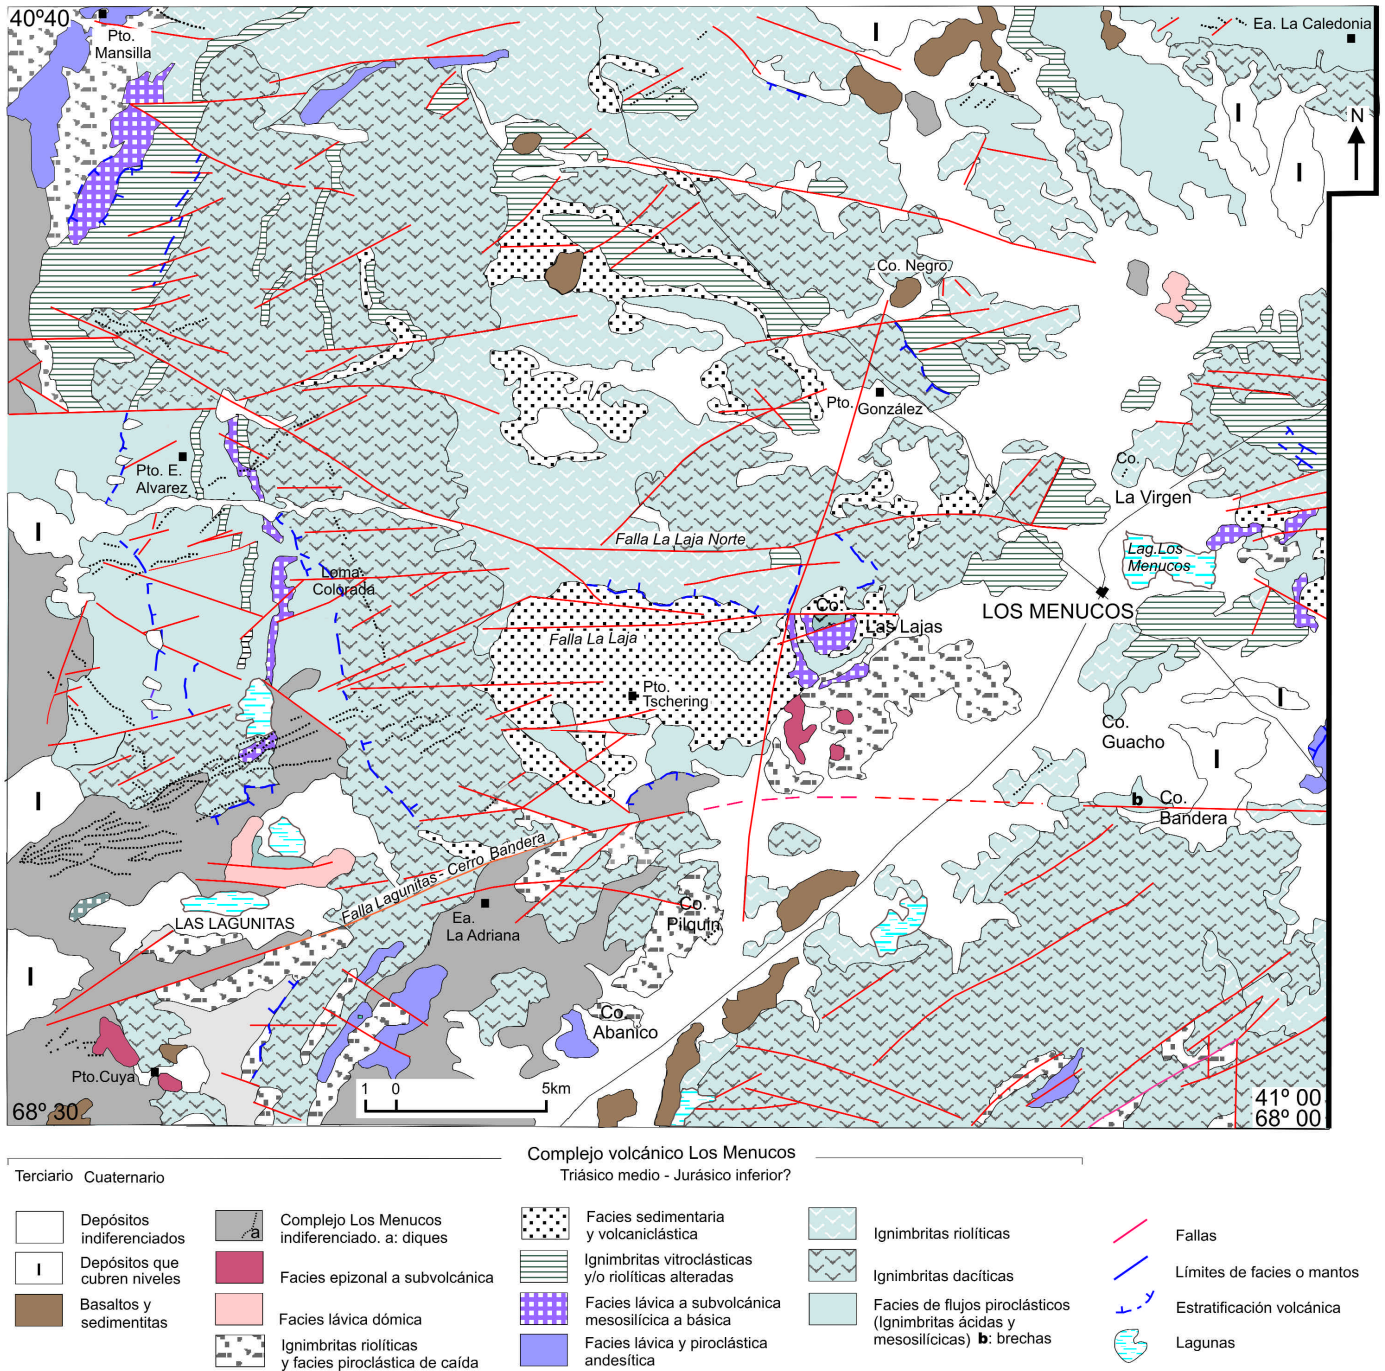 40º40
Pto.
Mansilla
I
Ea. La Caledonia
N
I
I
Co. Negro
Pto. González
Pto. E.
Alvarez
Co.
La Virgen
I
Falla La Laja Norte
Lag.Los
Menucos
Loma
Colorada
Co.
Las Lajas
LOS MENUCOS
Falla La Laja
Pto.
Tschering
I
Co.
Guacho
I
I
b
Co.
Bandera
Falla Lagunitas - Cerro Bandera
LAS LAGUNITAS
Ea.
La Adriana
Co.
Pilquin
I
Co.
Abanico
Pto.Cuya
1 0 5km
68º 30
41º 00
68º 00
Complejo volcánico Los Menucos
Terciario Cuaternario
Triásico medio - Jurásico inferior?
Depósitos
indiferenciados
I
Depósitos que
cubren niveles
Basaltos y
sedimentitas
a
Complejo Los Menucos
indiferenciado. a: diques
Facies epizonal a subvolcánica
Facies lávica dómica
Ignimbritas riolíticas
y facies piroclástica de caída
Facies sedimentaria
y volcaniclástica
Ignimbritas vitroclásticas
y/o riolíticas alteradas
Facies lávica a subvolcánica
mesosilícica a básica
Facies lávica y piroclástica
andesítica
Ignimbritas riolíticas
Ignimbritas dacíticas
Facies de flujos piroclásticos
(Ignimbritas ácidas y
mesosilícicas) b: brechas
Fallas
Límites de facies o mantos
Estratificación volcánica
Lagunas